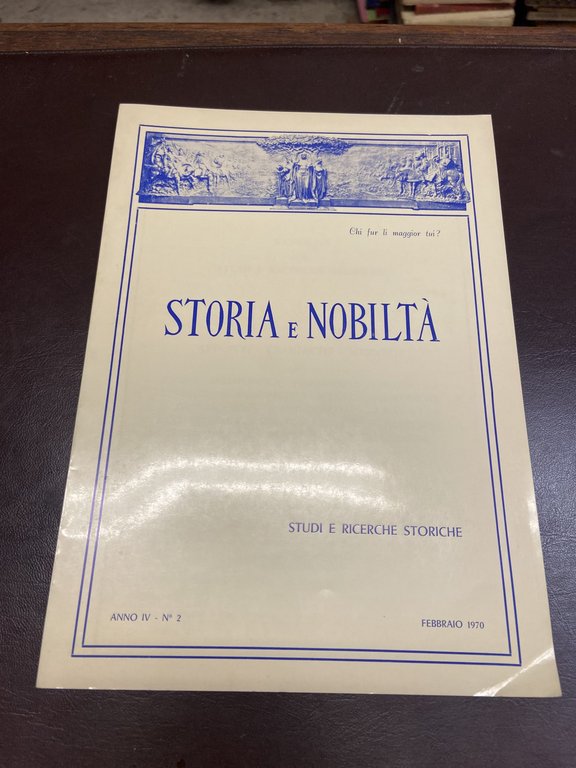 Chi fur li maggior tui?
STORIA E NOBILTÀ
STUDI E RICERCHE STORICHE
ANNO IV - N° 2
FEBBRAIO 1970